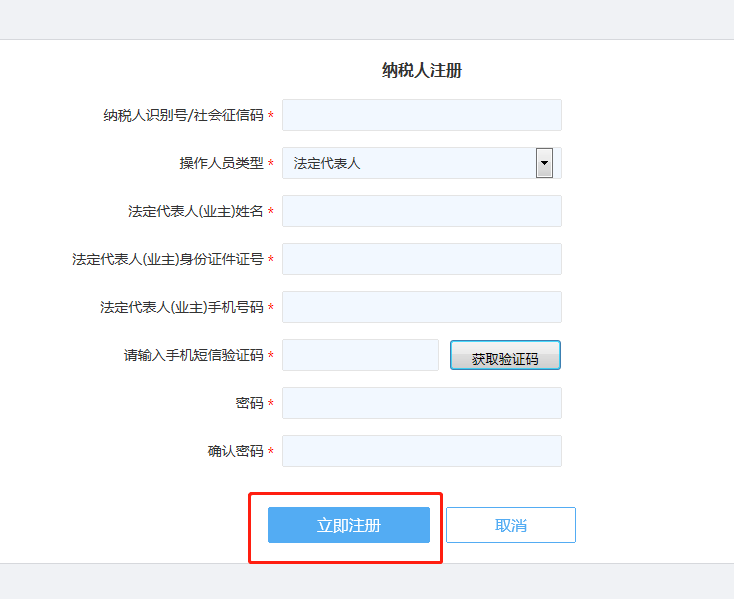 纳税人注册
纳税人识别号/社会征信码 *
操作人员类型 * 法定代表人
法定代表人(业主)姓名 *
法定代表人(业主)身份证件证号 *
法定代表人(业主)手机号码 *
请输入手机短信验证码 * 获取验证码
密码 *
确认密码 *
立即注册 取消